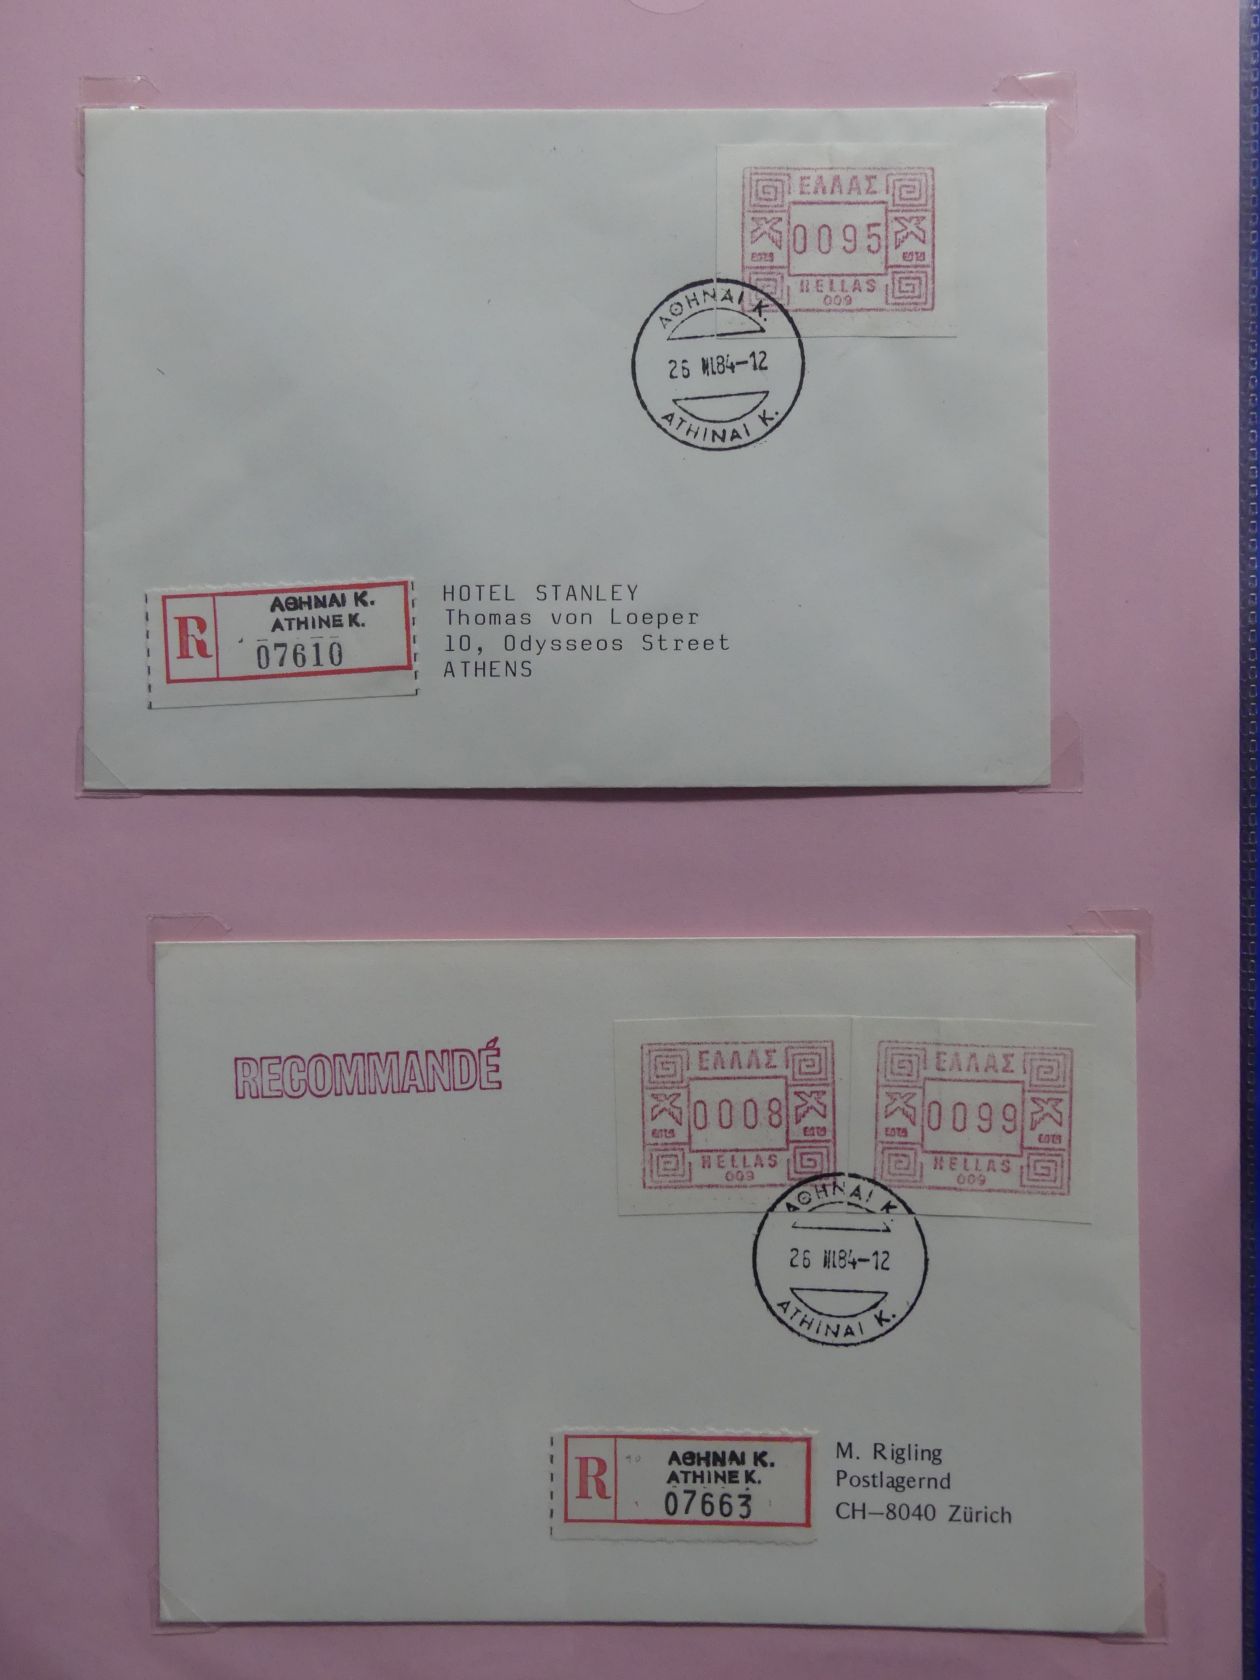 ΕΛΛΑΣ
0095
HELLAS
009
ΑΘΗΝΑΙ Κ.
26 III.84-12
ATHINAI K.
R
ΑΘΗΝΑΙ Κ.
ATHINE K.
07610
HOTEL STANLEY
Thomas von Loeper
10, Odysseos Street
ATHENS
RECOMMANDÉ
ΕΛΛΑΣ
0008
HELLAS
009
ΕΛΛΑΣ
0099
HELLAS
009
ΑΘΗΝΑΙ Κ.
26 III.84-12
ATHINAI K.
R
ΑΘΗΝΑΙ Κ.
ATHINE K.
07663
M. Rigling
Postlagernd
CH—8040 Zürich